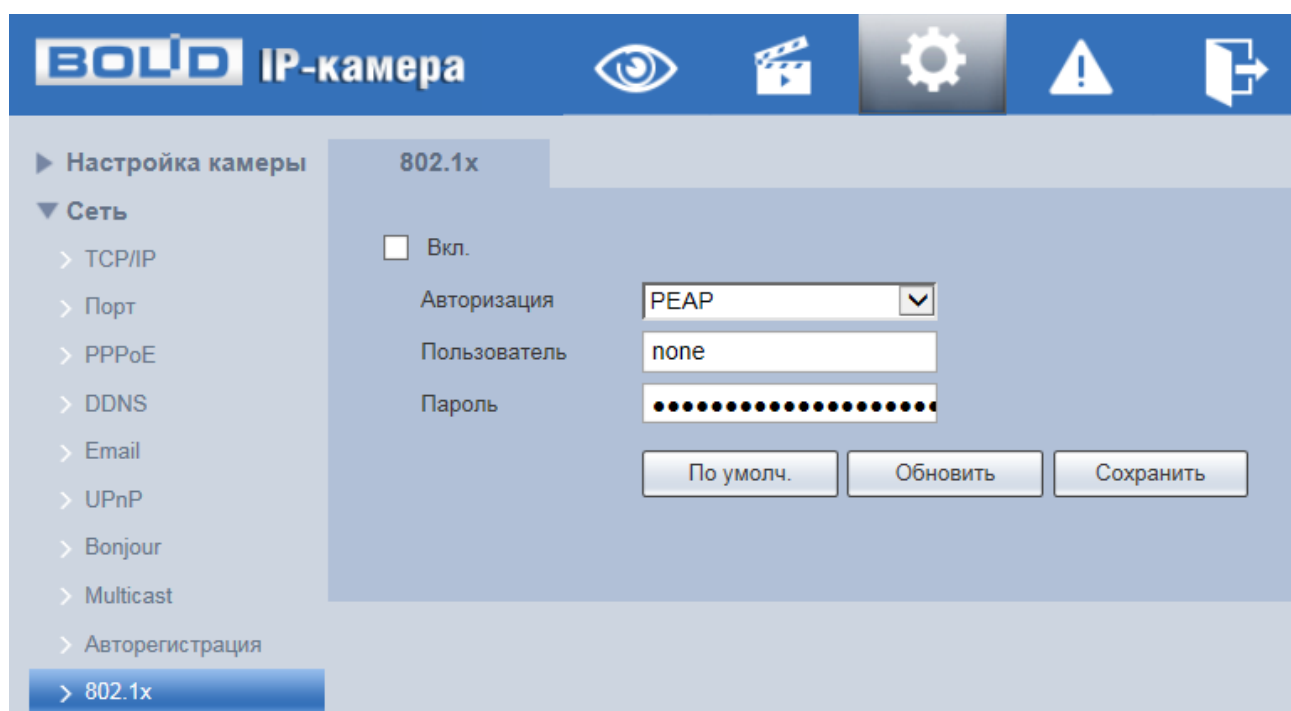 BOLID IP-камера
Настройка камеры
802.1x
Сеть
Вкл.
TCP/IP
Авторизация
PEAP
Порт
Пользователь
none
PPPoE
Пароль
DDNS
Email
По умолч.
Обновить
Сохранить
UPnP
Bonjour
Multicast
Авторегистрация
802.1x